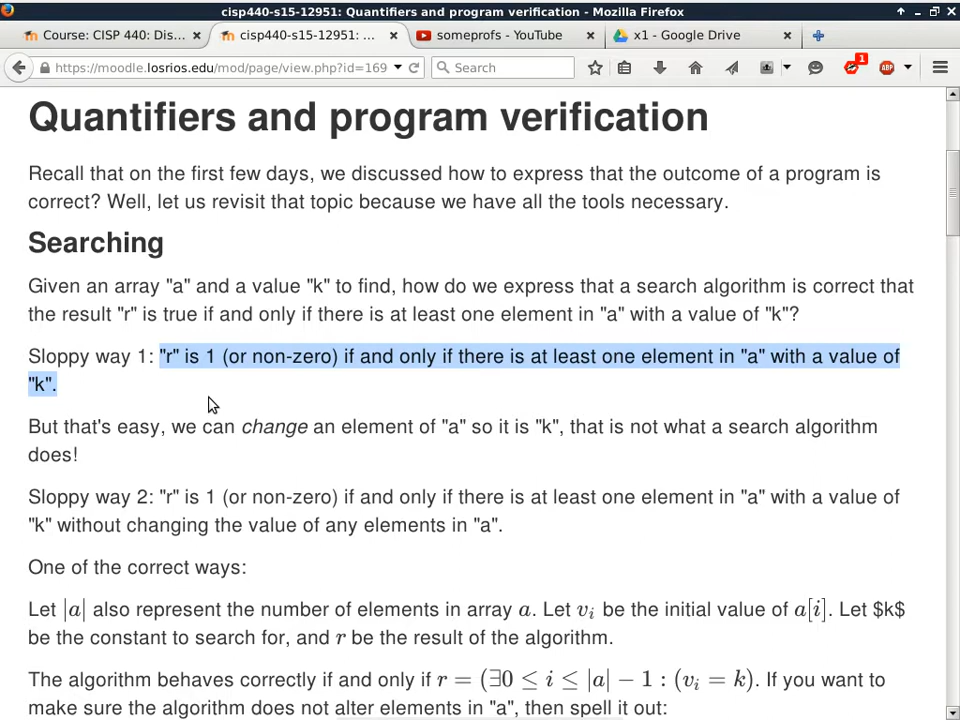 cisp440-s15-12951: Quantifiers and program verification - Mozilla Firefox
Course: CISP 440: Dis... × cisp440-s15-12951: ... × someprofs - YouTube × x1 - Google Drive ×
https://moodle.losrios.edu/mod/page/view.php?id=169 Search 1 ABP
Quantifiers and program verification
Recall that on the first few days, we discussed how to express that the outcome of a program is
correct? Well, let us revisit that topic because we have all the tools necessary.
Searching
Given an array "a" and a value "k" to find, how do we express that a search algorithm is correct that
the result "r" is true if and only if there is at least one element in "a" with a value of "k"?
Sloppy way 1: "r" is 1 (or non-zero) if and only if there is at least one element in "a" with a value of
"k".
But that's easy, we can change an element of "a" so it is "k", that is not what a search algorithm
does!
Sloppy way 2: "r" is 1 (or non-zero) if and only if there is at least one element in "a" with a value of
"k" without changing the value of any elements in "a".
One of the correct ways:
Let |a| also represent the number of elements in array a. Let v_i be the initial value of a[i]. Let $k$
be the constant to search for, and r be the result of the algorithm.
The algorithm behaves correctly if and only if r = (∃0 ≤ i ≤ |a| − 1 : (v_i = k). If you want to
make sure the algorithm does not alter elements in "a", then spell it out: